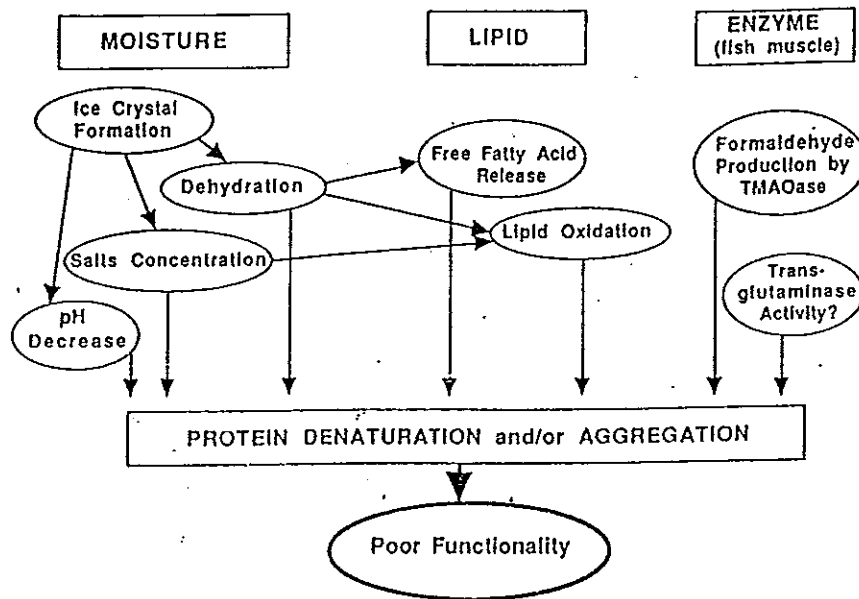 MOISTURE
LIPID
ENZYME
(fish muscle)
Ice Crystal
Formation
Dehydration
Salts Concentration
pH
Decrease
Free Fatty Acid
Release
Lipid Oxidation
Formaldehyde
Production by
TMAOase
Trans-
glutaminase
Activity?
PROTEIN DENATURATION and/or AGGREGATION
Poor Functionality